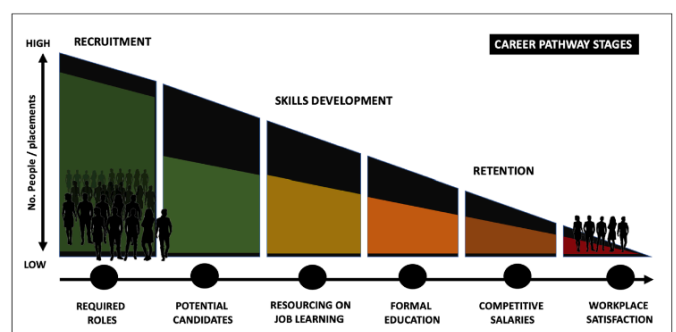 RECRUITMENT
CAREER PATHWAY STAGES
HIGH
SKILLS DEVELOPMENT
RETENTION
No. People / placements
LOW
REQUIRED
ROLES
POTENTIAL
CANDIDATES
RESOURCING ON
JOB LEARNING
FORMAL
EDUCATION
COMPETITIVE
SALARIES
WORKPLACE
SATISFACTION